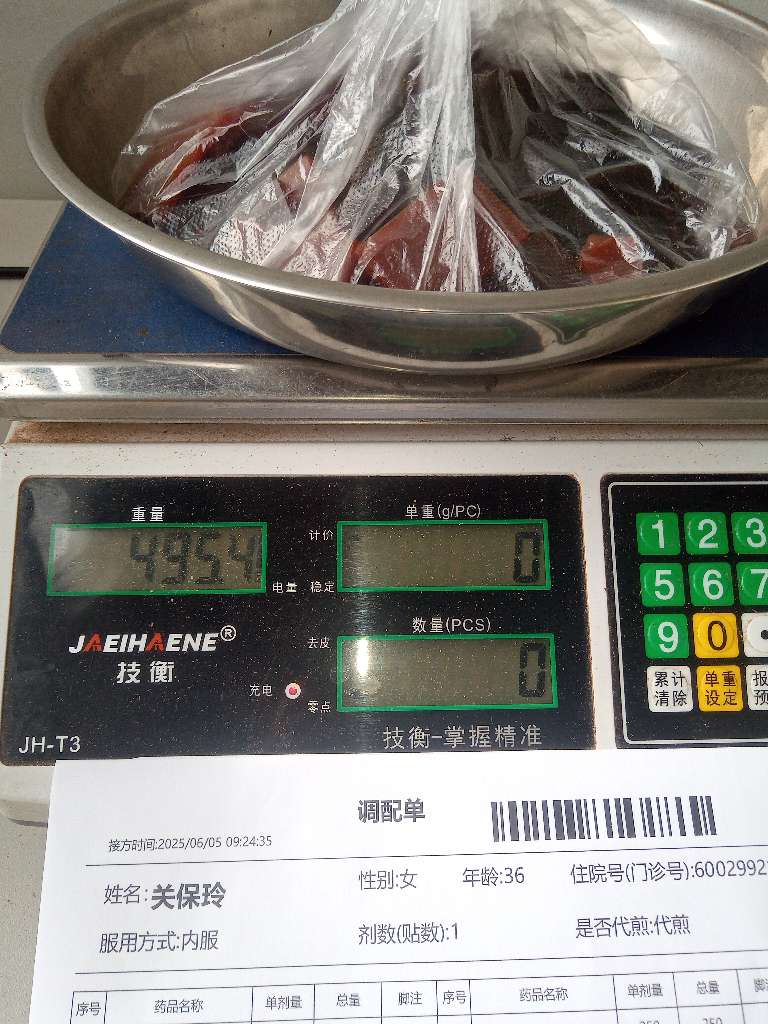 重量
单重(g/PC)
计价
495.4
0
电量 稳定
数量(PCS)
JAEIHAENE®
技衡
去皮
0
充电
零点
JH-T3
技衡-掌握精准
1 2 3
5 6 7
9 0
累计清除
单重设定
调配单
接方时间:2025/06/05 09:24:35
姓名:关保玲 性别:女 年龄:36 住院号(门诊号):6002992
服用方式:内服 剂数(贴数):1 是否代煎:代煎
序号 药品名称 单剂量 总量 脚注 序号 药品名称 单剂量 总量